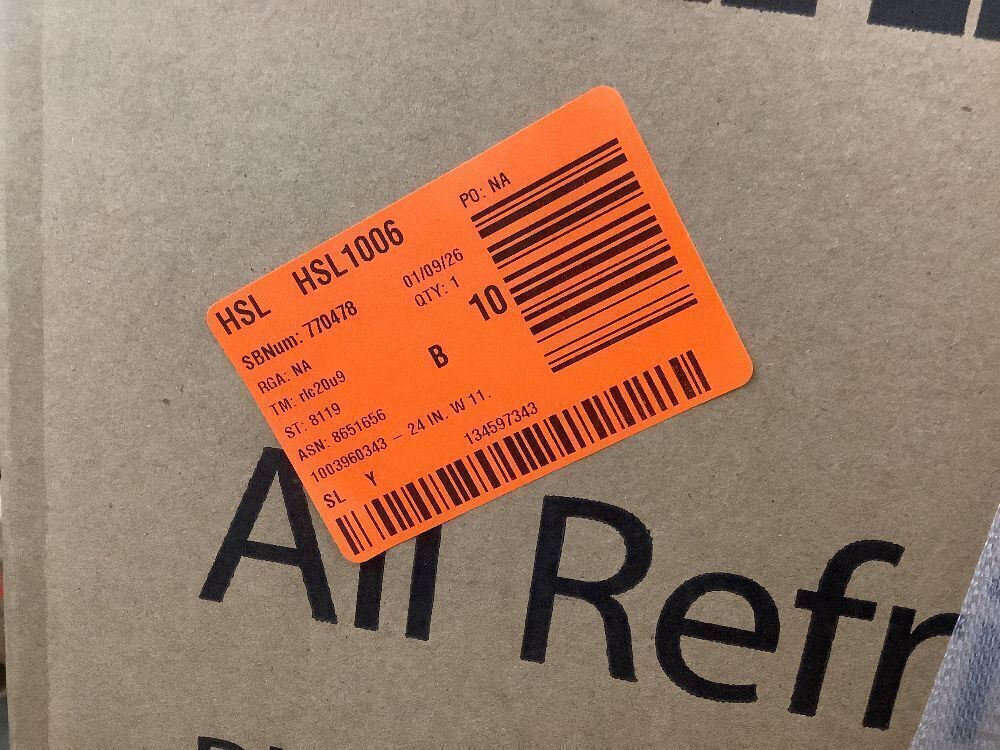 HSL HSL1006 PO: NA
SBNum: 770478 01/09/26
RGA: NA QTY: 1 10
TM: rlc20u9 B
ST: 8119
ASN: 8651656
1003960343 – 24 IN. W 11.
SL Y 134597343
All Refr